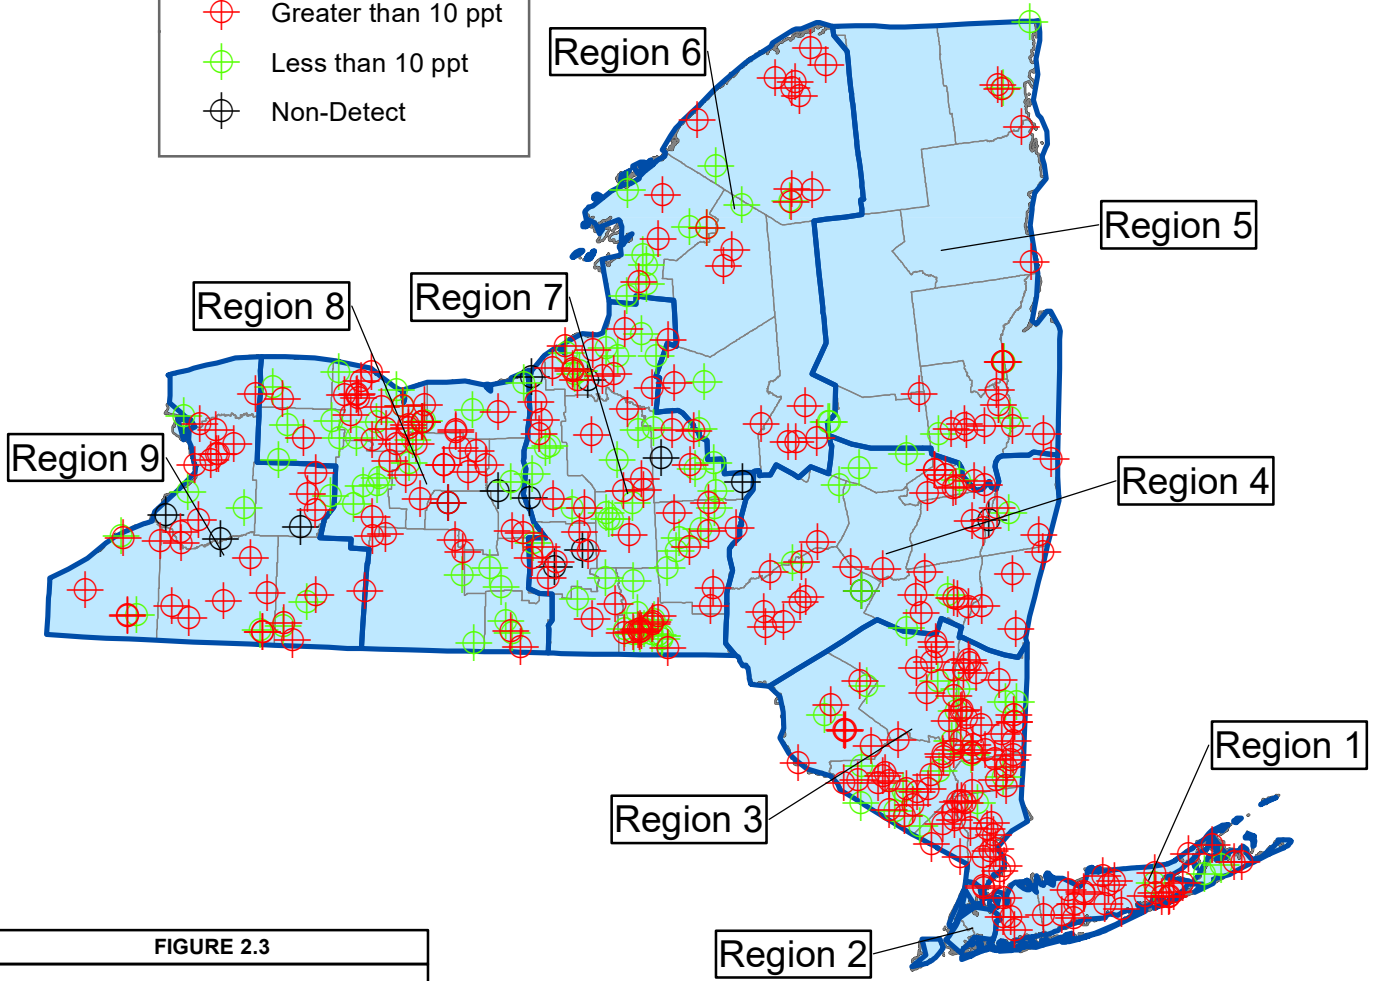 Greater than 10 ppt
Less than 10 ppt
Non-Detect
Region 6
Region 5
Region 8
Region 7
Region 9
Region 4
Region 1
Region 3
Region 2
FIGURE 2.3